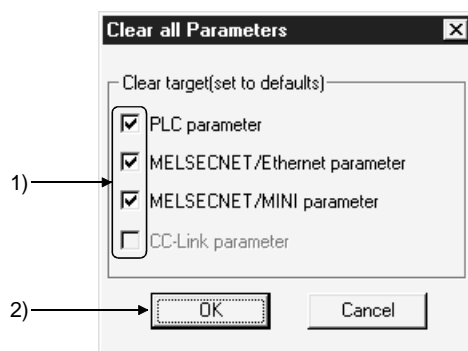 Clear all Parameters
Clear target(set to defaults)
PLC parameter
MELSECNET/Ethernet parameter
1)
MELSECNET/MINI parameter
CC-Link parameter
2)
OK
Cancel